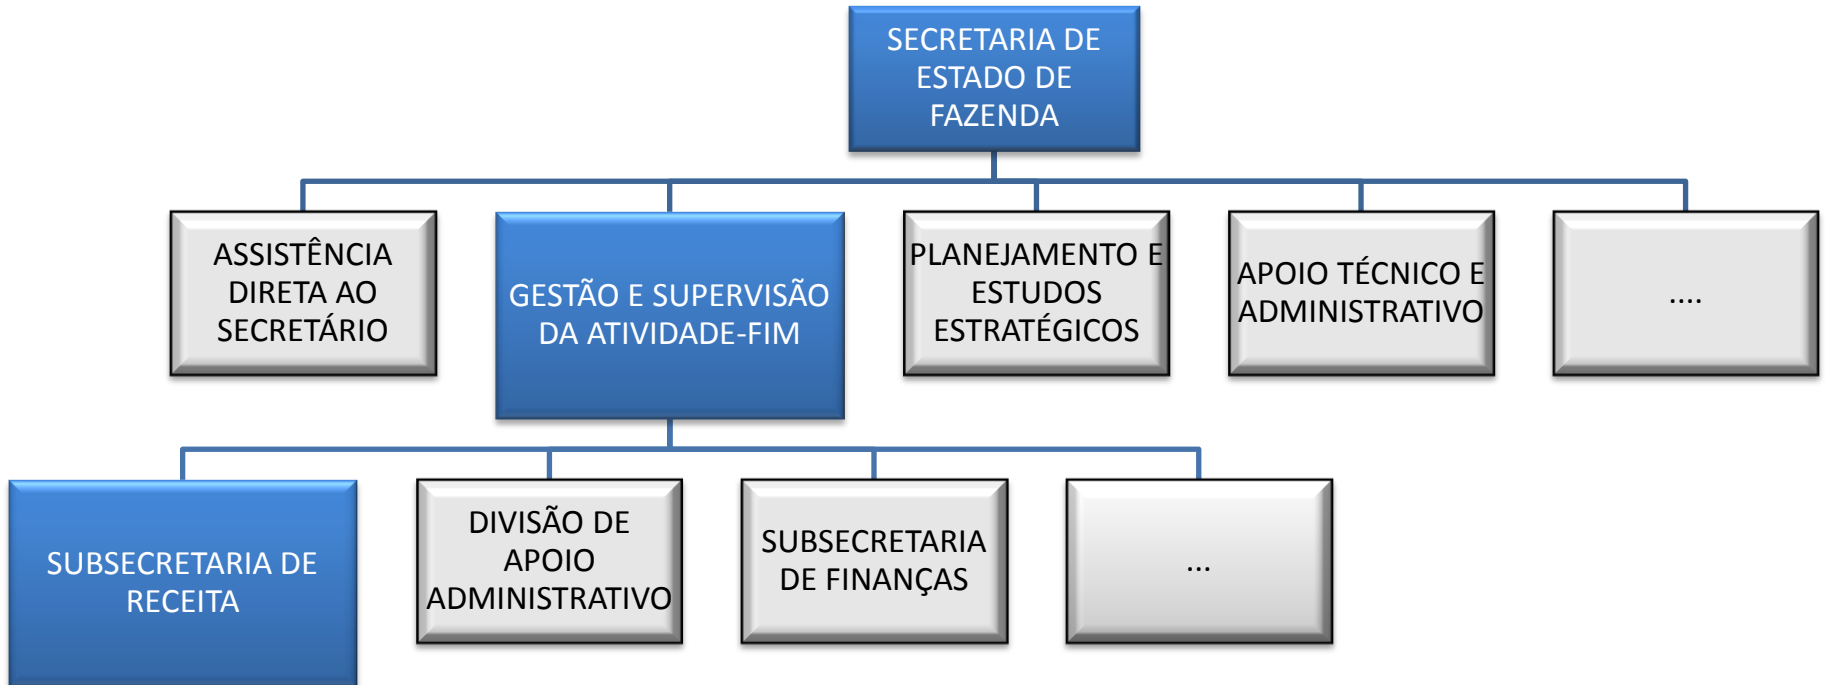 SECRETARIA DE
ESTADO DE
FAZENDA
ASSISTÊNCIA
DIRETA AO
SECRETÁRIO
GESTÃO E SUPERVISÃO
DA ATIVIDADE-FIM
PLANEJAMENTO E
ESTUDOS
ESTRATÉGICOS
APOIO TÉCNICO E
ADMINISTRATIVO
....
SUBSECRETARIA DE
RECEITA
DIVISÃO DE
APOIO
ADMINISTRATIVO
SUBSECRETARIA
DE FINANÇAS
...